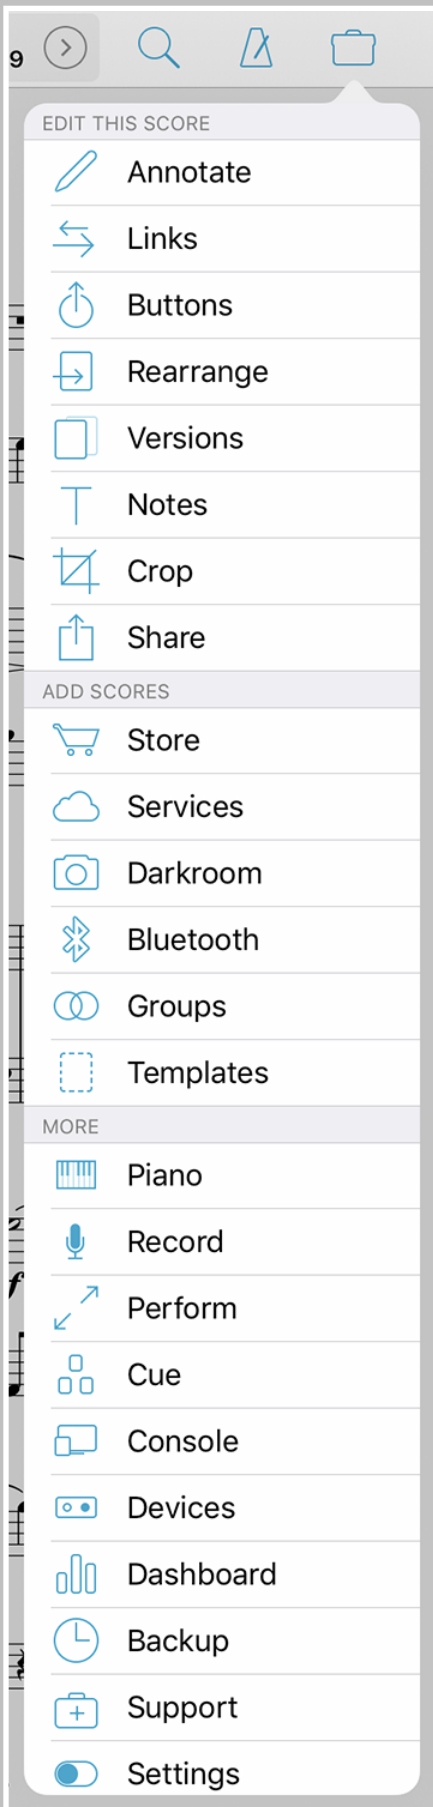 9
EDIT THIS SCORE
Annotate
Links
Buttons
Rearrange
Versions
Notes
Crop
Share
ADD SCORES
Store
Services
Darkroom
Bluetooth
Groups
Templates
MORE
Piano
Record
Perform
Cue
Console
Devices
Dashboard
Backup
Support
Settings